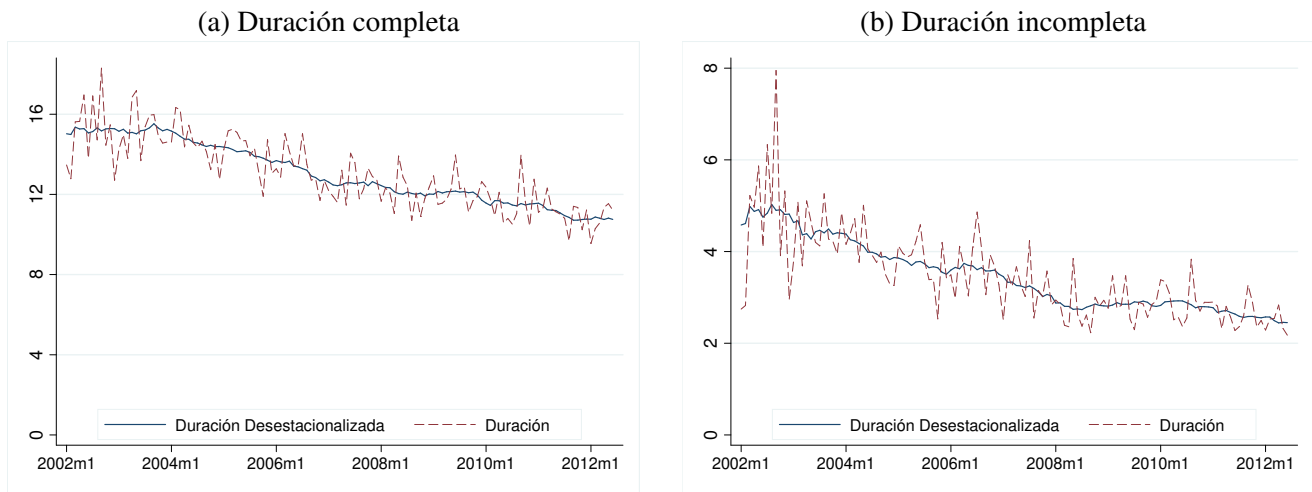 (a) Duración completa
16
12
8
4
0
Duración Desestacionalizada
Duración
2002m1 2004m1 2006m1 2008m1 2010m1 2012m1
(b) Duración incompleta
8
6
4
2
0
Duración Desestacionalizada
Duración
2002m1 2004m1 2006m1 2008m1 2010m1 2012m1